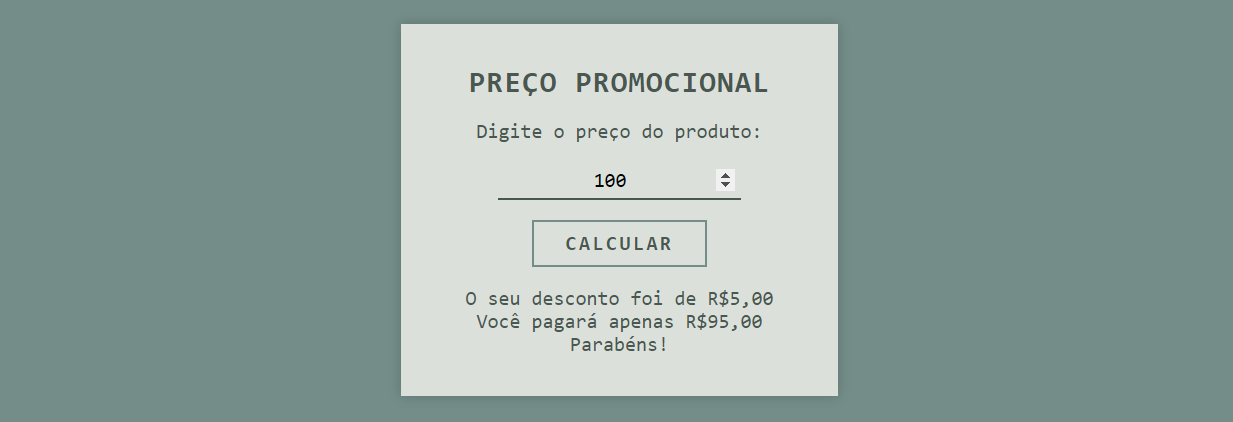 PREÇO PROMOCIONAL
Digite o preço do produto:
100
CALCULAR
O seu desconto foi de R$5,00
Você pagará apenas R$95,00
Parabéns!